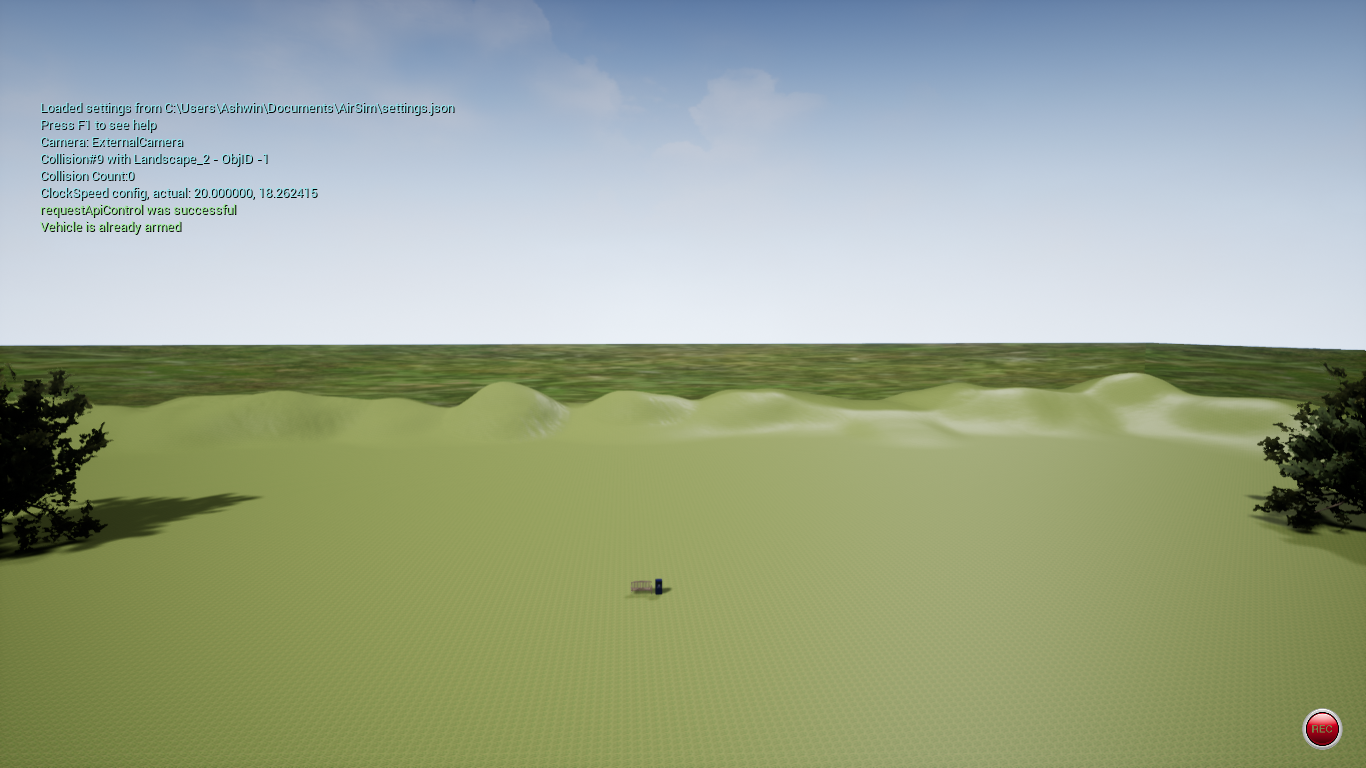 Loaded settings from C:\Users\Ashwin\Documents\AirSim\settings.json
Press F1 to see help
Camera: ExternalCamera
Collision#9 with Landscape_2 - ObjID -1
Collision Count:0
ClockSpeed config, actual: 20.000000, 18.262415
requestApiControl was successful
Vehicle is already armed
REC